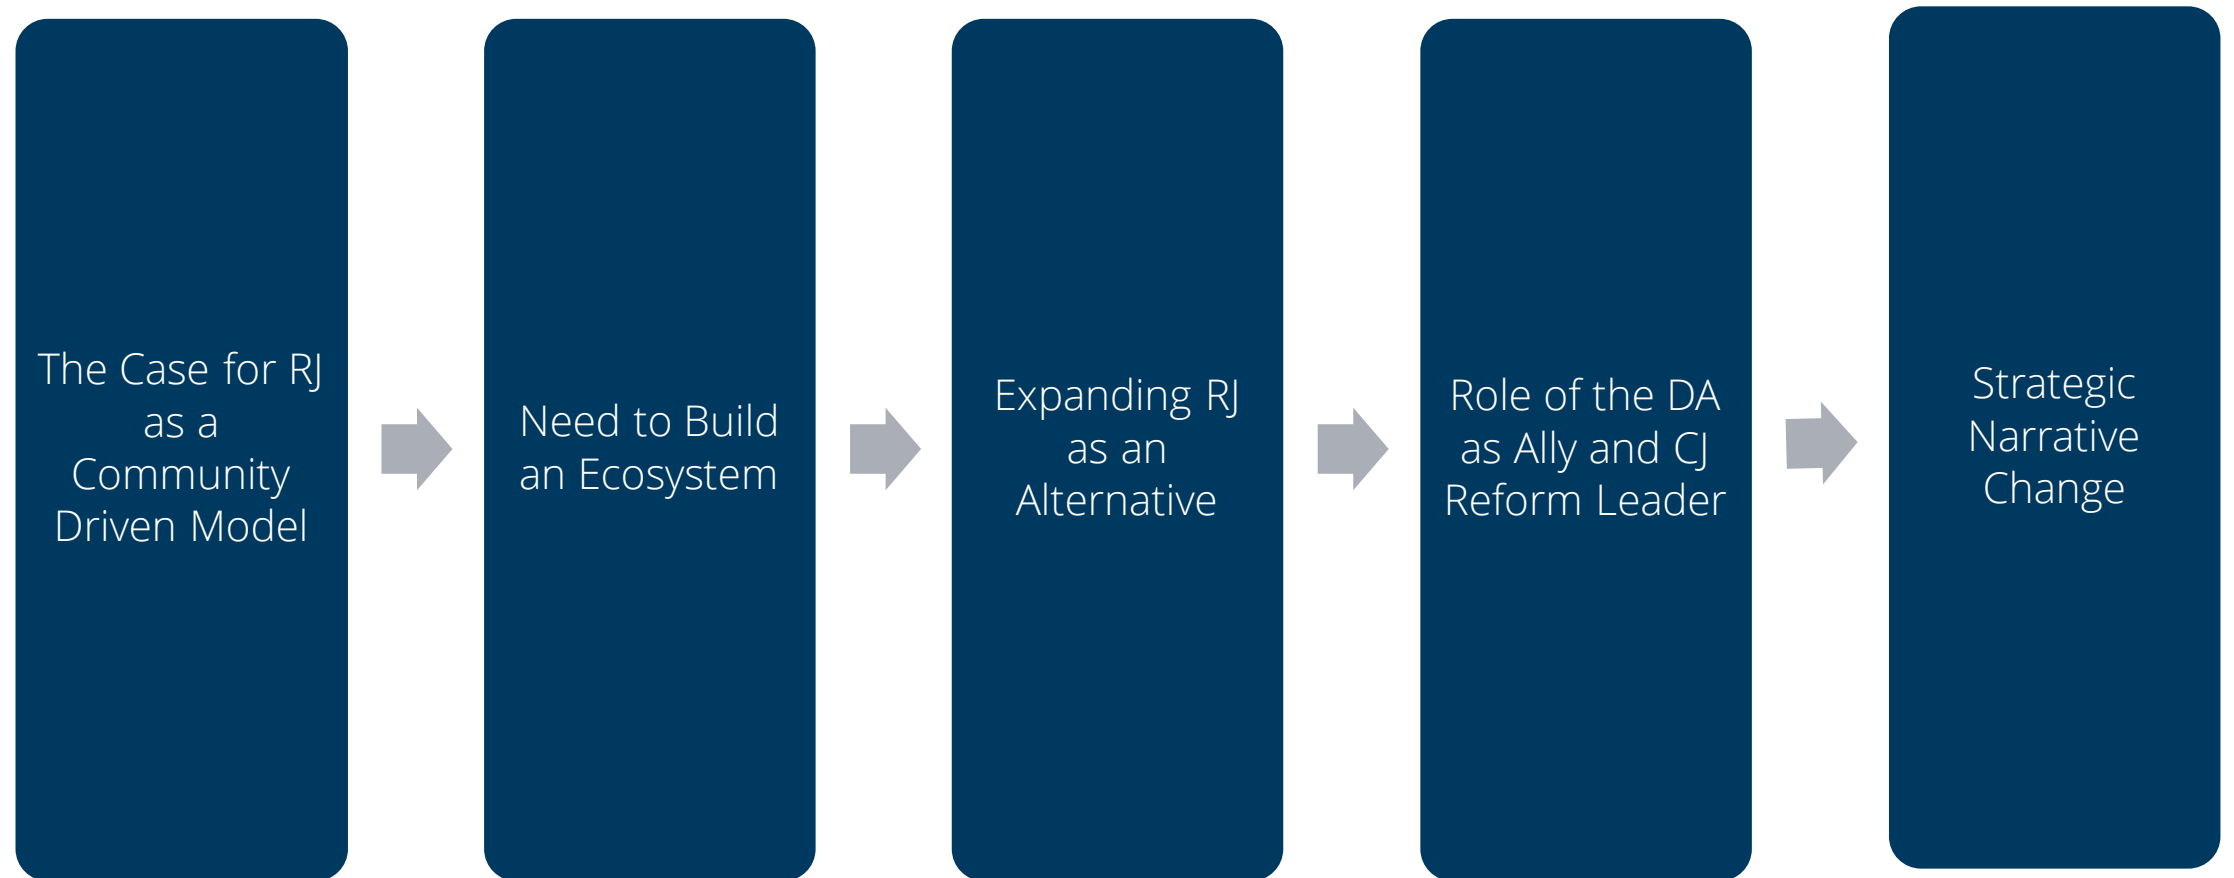 The Case for RJ
as a
Community
Driven Model
Need to Build
an Ecosystem
Expanding RJ
as an
Alternative
Role of the DA
as Ally and CJ
Reform Leader
Strategic
Narrative
Change